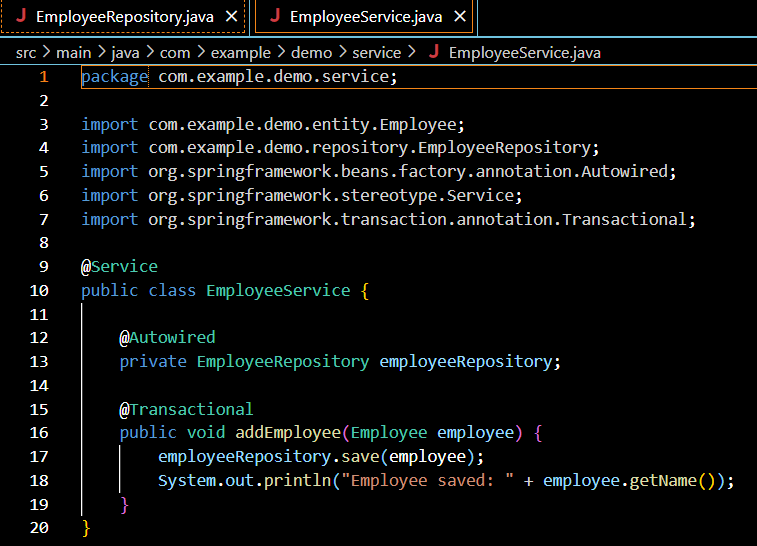 EmployeeRepository.java EmployeeService.java
src > main > java > com > example > demo > service > EmployeeService.java
1 package com.example.demo.service;
2
3 import com.example.demo.entity.Employee;
4 import com.example.demo.repository.EmployeeRepository;
5 import org.springframework.beans.factory.annotation.Autowired;
6 import org.springframework.stereotype.Service;
7 import org.springframework.transaction.annotation.Transactional;
8
9 @Service
10 public class EmployeeService {
11
12     @Autowired
13     private EmployeeRepository employeeRepository;
14
15     @Transactional
16     public void addEmployee(Employee employee) {
17         employeeRepository.save(employee);
18         System.out.println("Employee saved: " + employee.getName());
19     }
20 }